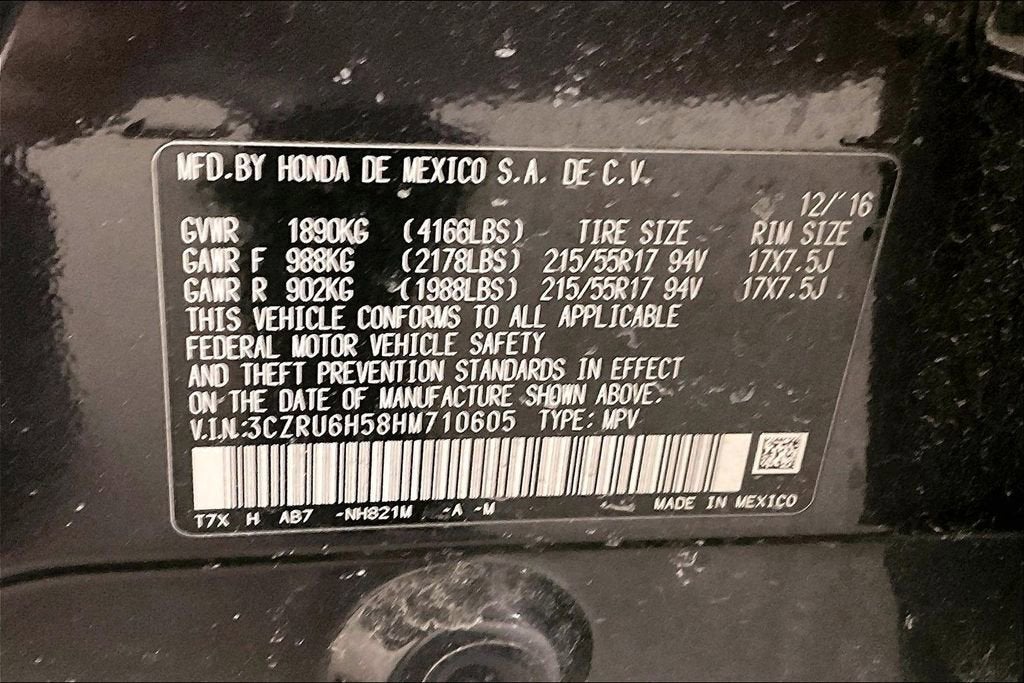 MFD.BY HONDA DE MEXICO S.A. DE C.V.
12/'16
GVWR 1890KG (4166LBS) TIRE SIZE RIM SIZE
GAWR F 988KG (2178LBS) 215/55R17 94V 17X7.5J
GAWR R 902KG (1988LBS) 215/55R17 94V 17X7.5J
THIS VEHICLE CONFORMS TO ALL APPLICABLE
FEDERAL MOTOR VEHICLE SAFETY
AND THEFT PREVENTION STANDARDS IN EFFECT
ON THE DATE OF MANUFACTURE SHOWN ABOVE.
V.I.N.:3CZRU6H58HM710605 TYPE: MPV
T7X H AB7 -NH821M -A -M MADE IN MEXICO